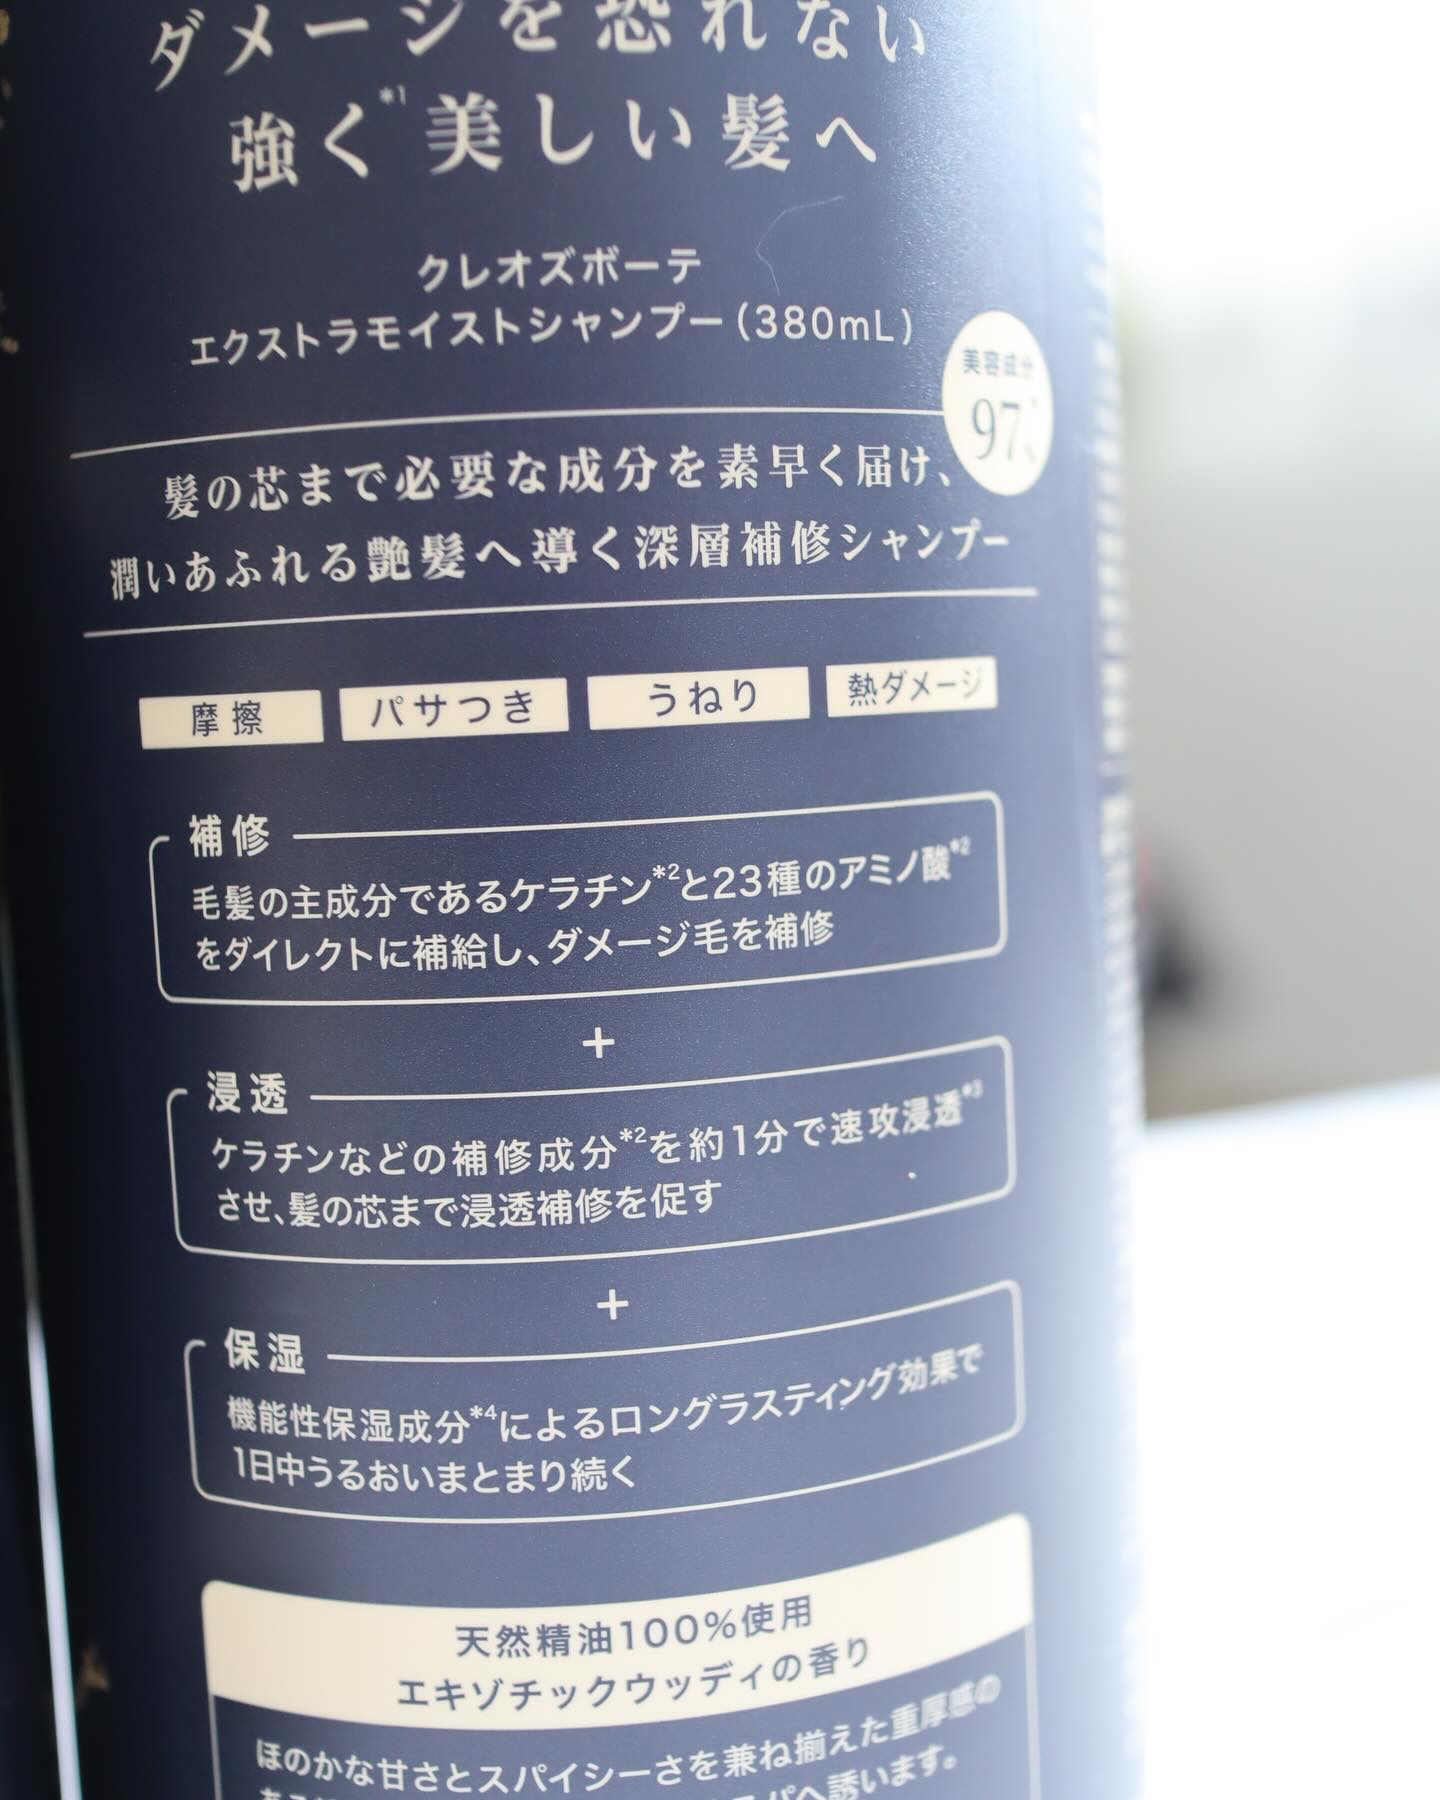 ダメージを恐れない
強く*1美しい髪へ
クレオズボーテ
エクストラモイストシャンプー(380mL)
美容成分
97
髪の芯まで必要な成分を素早く届け、
潤いあふれる艶髪へ導く深層補修シャンプー
摩擦 パサつき うねり 熱ダメージ
補修
毛髪の主成分であるケラチン*2と23種のアミノ酸*2
をダイレクトに補給し、ダメージ毛を補修
+
浸透
ケラチンなどの補修成分*2を約1分で速攻浸透*3
させ、髪の芯まで浸透補修を促す
+
保湿
機能性保湿成分*4によるロングラスティング効果で
1日中うるおいまとまり続く
天然精油100%使用
エキゾチックウッディの香り
ほのかな甘さとスパイシーさを兼ね揃えた重厚感の
へ誘います。